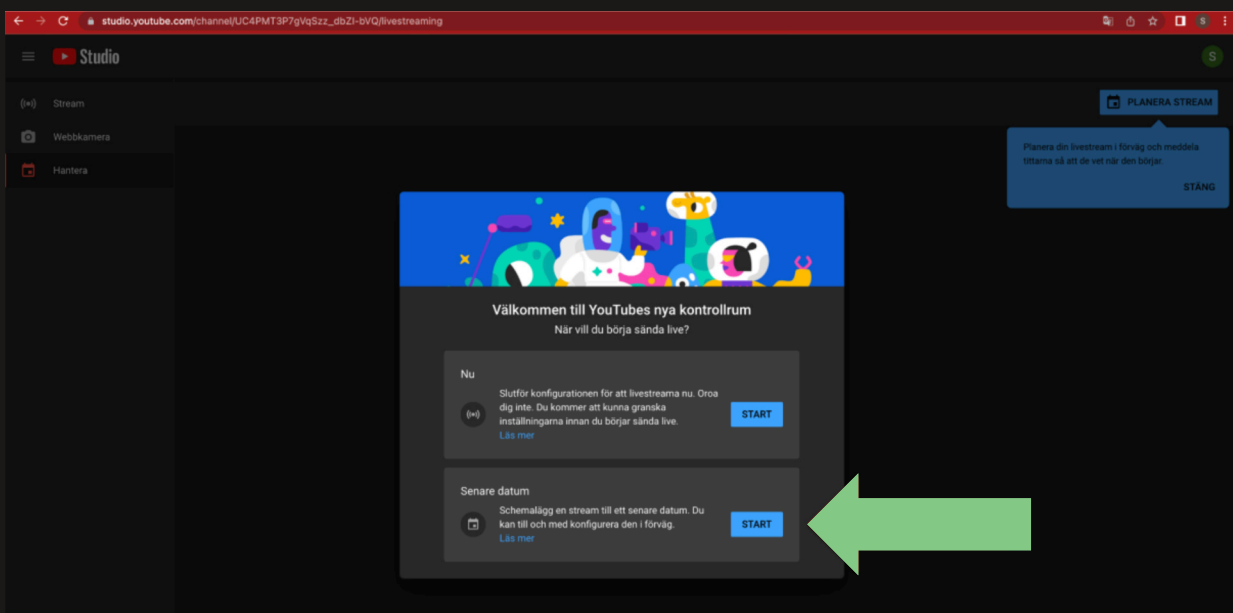 studio.youtube.com/channel/UC4PMT3P7gVqSzz_dbZI-bVQ/livestreaming
S
Studio
S
Stream
PLANERA STREAM
Webbkamera
Planera din livestream i förväg och meddela
tittarna så att de vet när den börjar
Hantera
STÄNG
Välkommen till YouTubes nya kontrollrum
När vill du börja sända live?
Nu
Slutför konfigurationen för att livestreama nu. Oroa
dig inte. Du kommer att kunna granska
inställningarna innan du börjar sända live.
Läs mer
START
Senare datum
Schemalägg en stream till ett senare datum. Du
kan till och med konfigurera den i förväg.
Läs mer
START